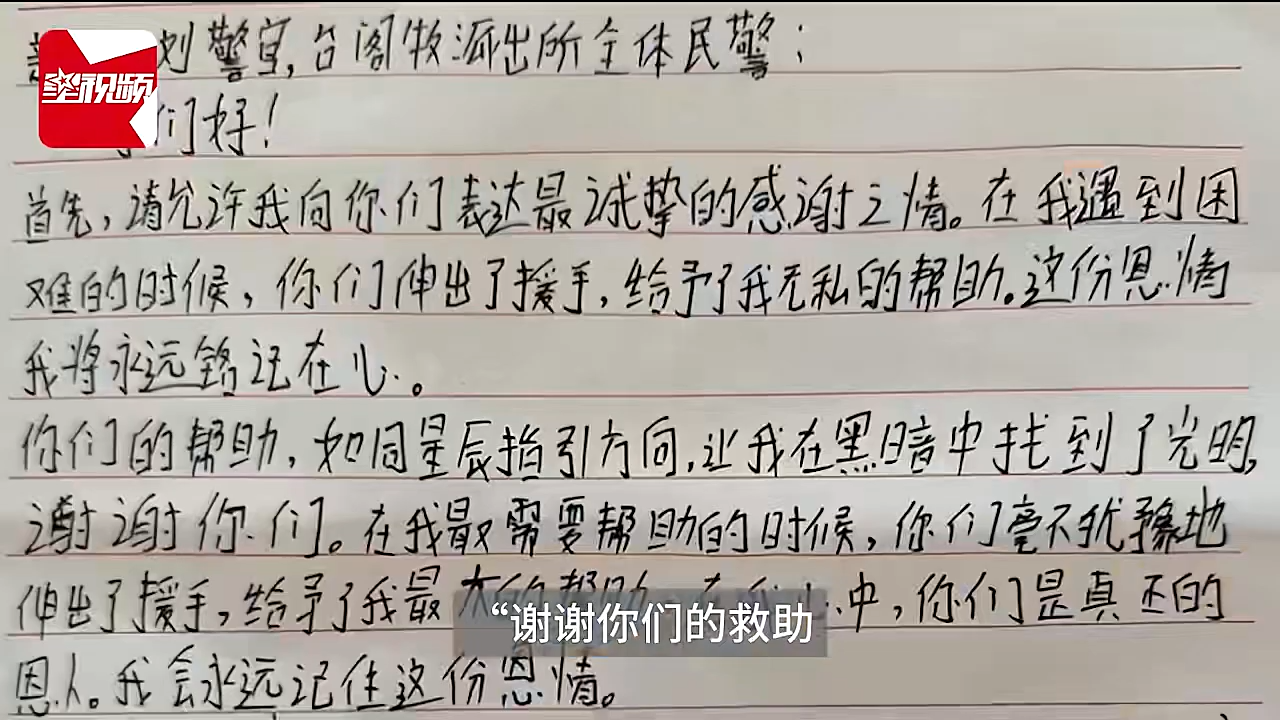 刘警官,台阁牧派出所全体民警:
星视频
们好!
首先,请允许我向你们表达最诚挚的感谢之情。在我遇到困
难的时候,你们伸出了援手,给予了我无私的帮助。这份恩情
我将永远铭记在心。
你们的帮助,如同星辰指引方向,让我在黑暗中找到了光明,
谢谢你们。在我最需要帮助的时候,你们毫不犹豫地
伸出了援手,给予了我最大的帮助 中,你们是真正的
“谢谢你们的救助
恩人。我会永远记住这份恩情。